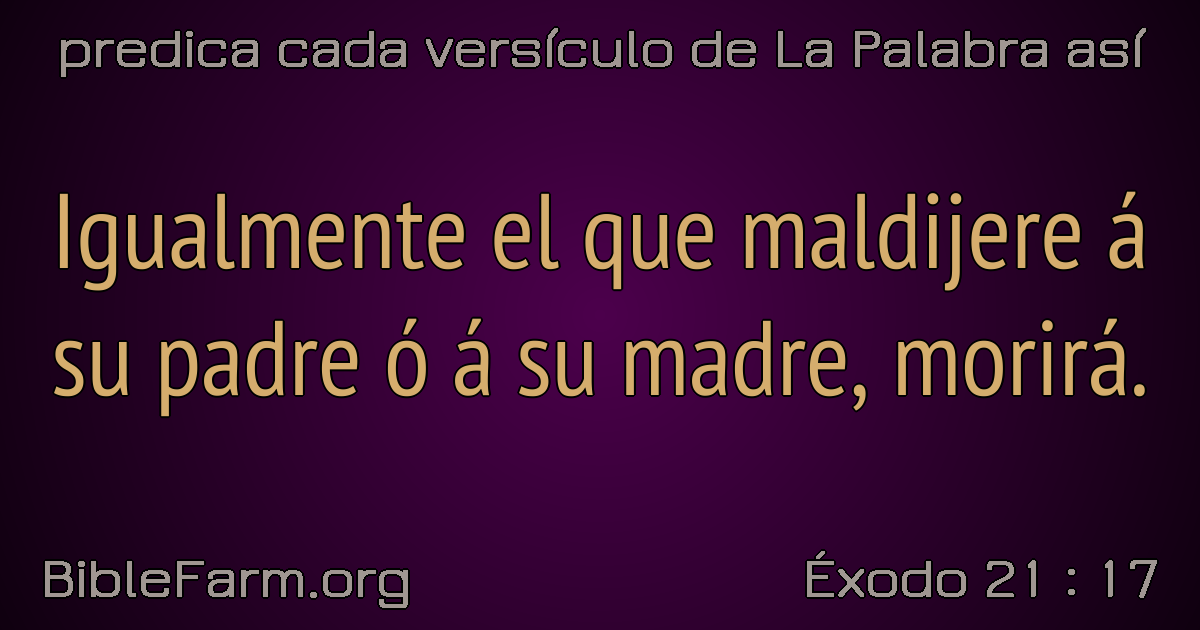 predica cada versículo de La Palabra así
Igualmente el que maldijere á
su padre ó á su madre, morirá.
BibleFarm.org
Éxodo 21 : 17